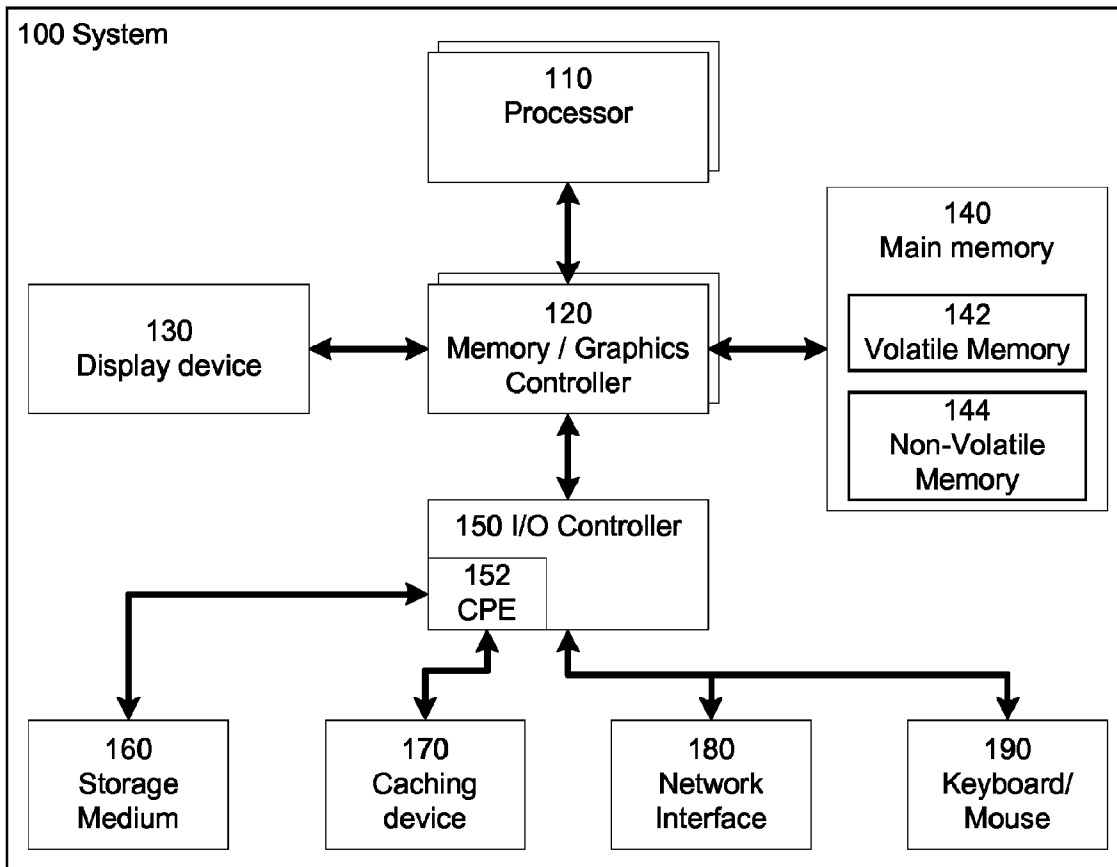 100 System
110
Processor
140
Main memory
142
Volatile Memory
144
Non-Volatile
Memory
130
Display device
120
Memory / Graphics
Controller
150 I/O Controller
152
CPE
160
Storage
Medium
170
Caching
device
180
Network
Interface
190
Keyboard/
Mouse